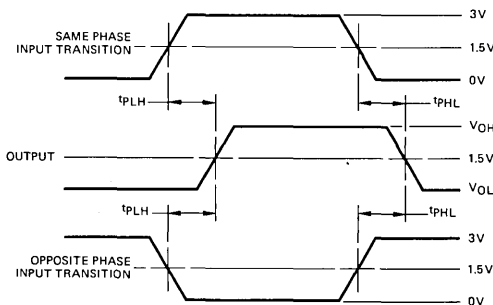 3V
SAME PHASE
INPUT TRANSITION
1.5V
0V
tPLH
tPHL
VOH
OUTPUT
1.5V
VOL
tPLH
tPHL
3V
OPPOSITE PHASE
INPUT TRANSITION
1.5V
0V